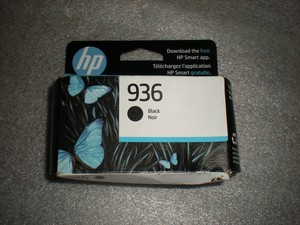 hp
Download the free
HP Smart app.
Téléchargez l'application
HP Smart gratuite.
936
Black
Noir